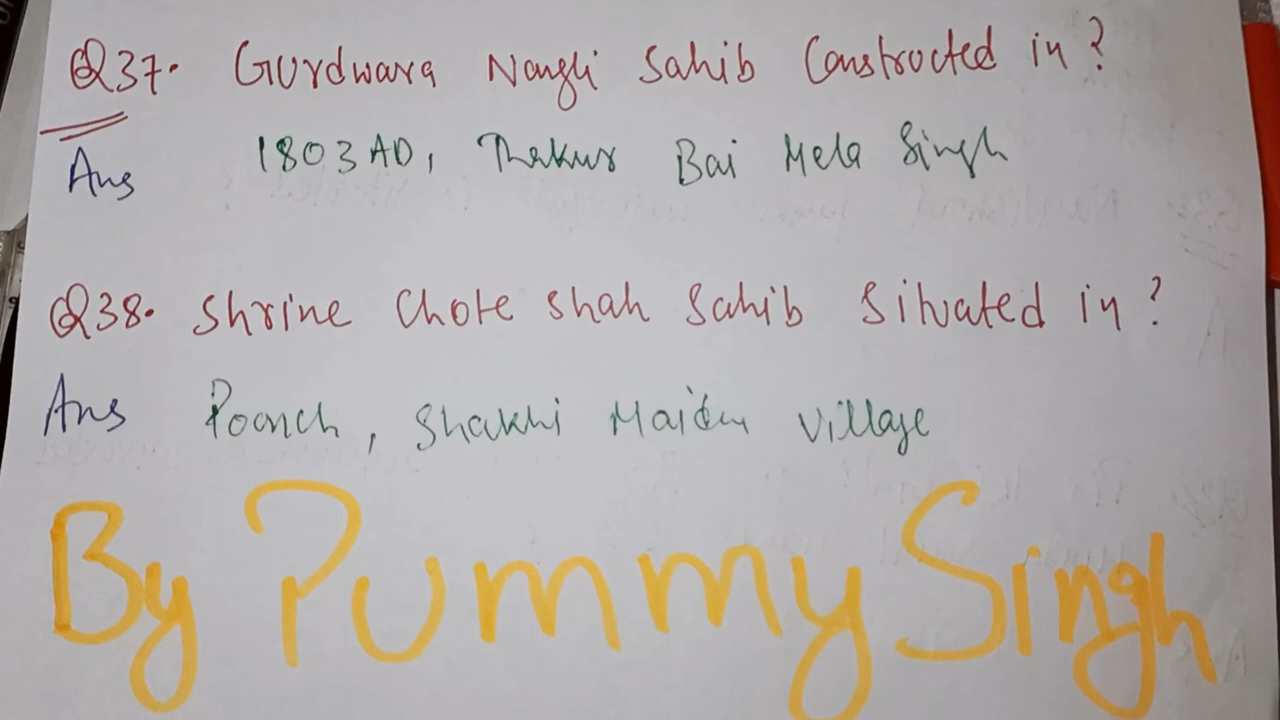 Q37. Gurdwara Nangli Sahib Constructed in?
Ans 1803 AD, Thakur Bai Mela Singh
Q38. Shrine Chote Shah Sahib Situated in?
Ans Poonch, Shakhi Maidan Village
By Pummy Singh